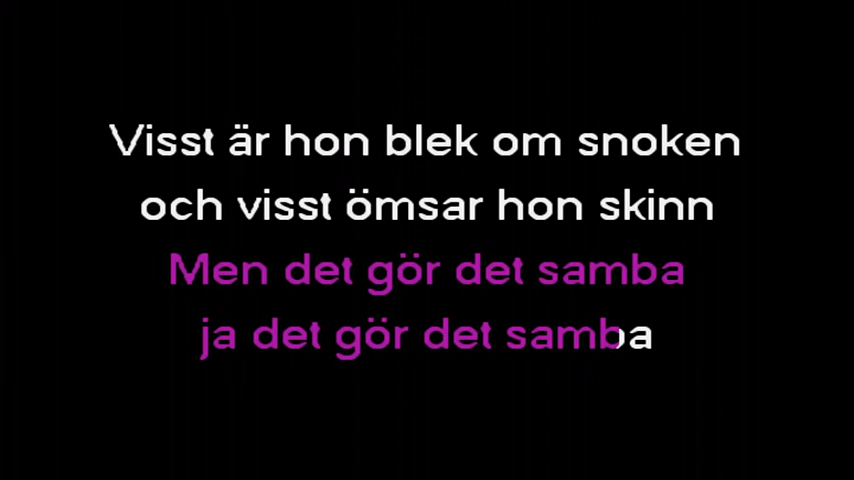 Visst är hon blek om snoken
och visst ömsar hon skinn
Men det gör det samba
ja det gör det samba